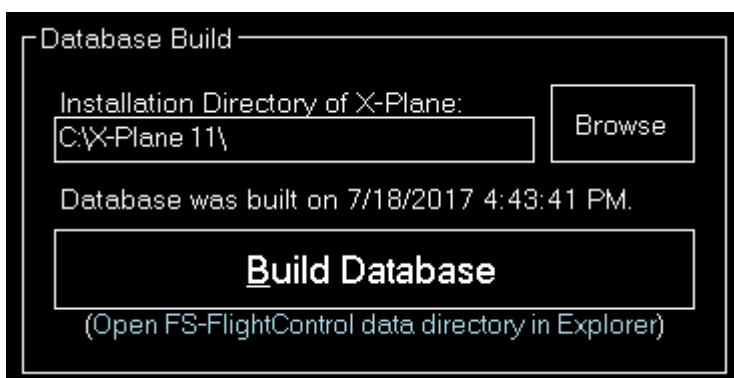 Database Build
Installation Directory of X-Plane:
C:\X-Plane 11\
Browse
Database was built on 7/18/2017 4:43:41 PM.
Build Database
(Open FS-FlightControl data directory in Explorer)